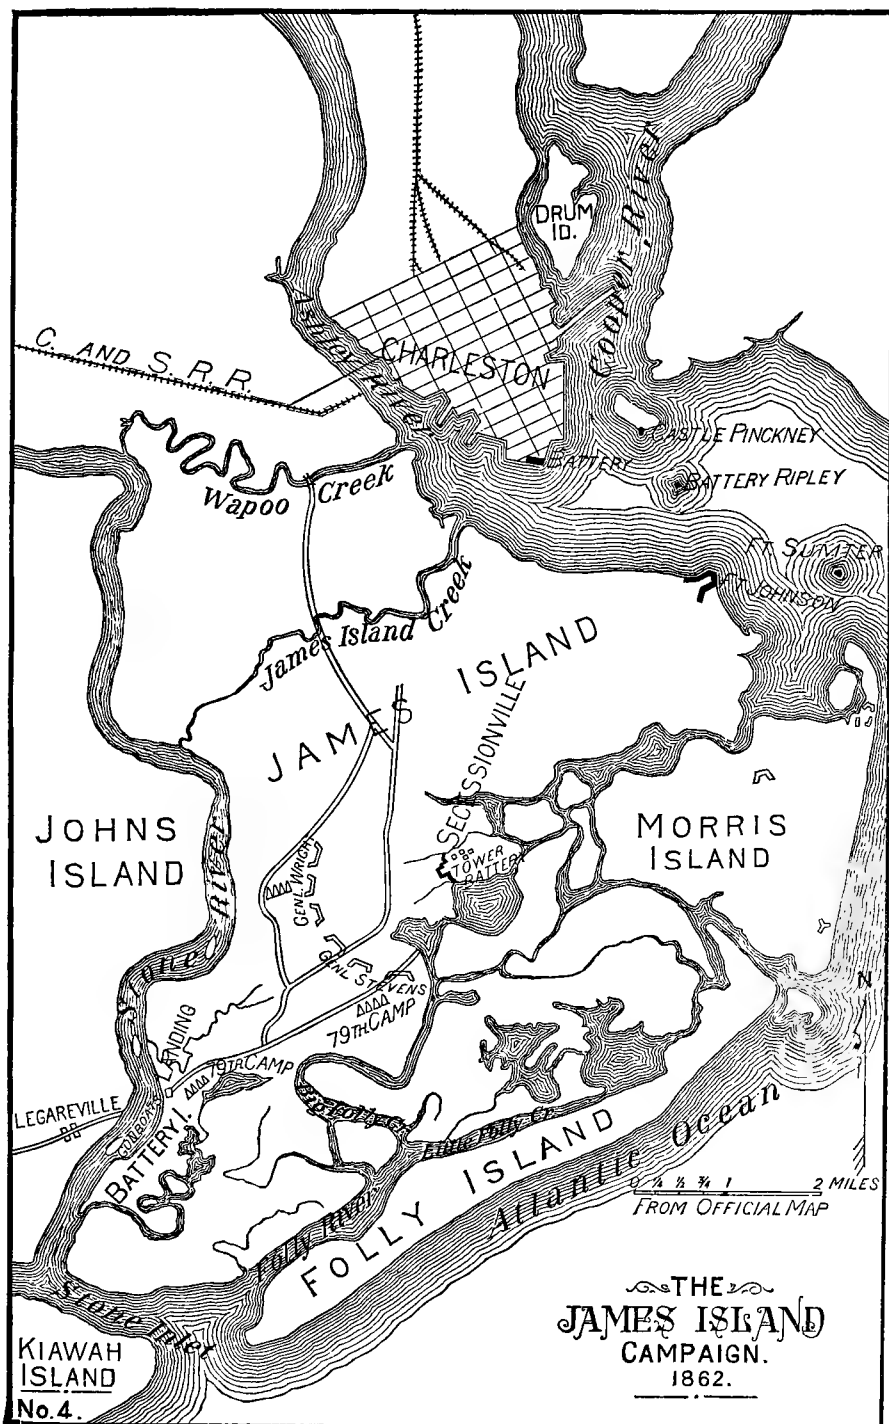 DRUM
ID.
Cooper River
Ashley River
CHARLESTON
C. AND S. R. R.
CASTLE PINCKNEY
BATTERY
BATTERY RIPLEY
Wapoo Creek
FT. SUMTER
FT JOHNSON
James Island Creek
JAMES ISLAND
SECESSIONVILLE
TOWER
BATTERY
JOHNS
ISLAND
MORRIS
ISLAND
GENL WRIGHT
Stono River
GENL STEVENS
79TH CAMP
LANDING
79TH CAMP
N
LEGAREVILLE
GUNBOATS
BATTERY I.
Big Folly Cr.
Little Folly Cr.
Folly River
FOLLY ISLAND
Atlantic Ocean
0 ¼ ½ ¾ 1 2 MILES
FROM OFFICIAL MAP
Stono Inlet
KIAWAH
ISLAND
No. 4.
THE
JAMES ISLAND
CAMPAIGN.
1862.